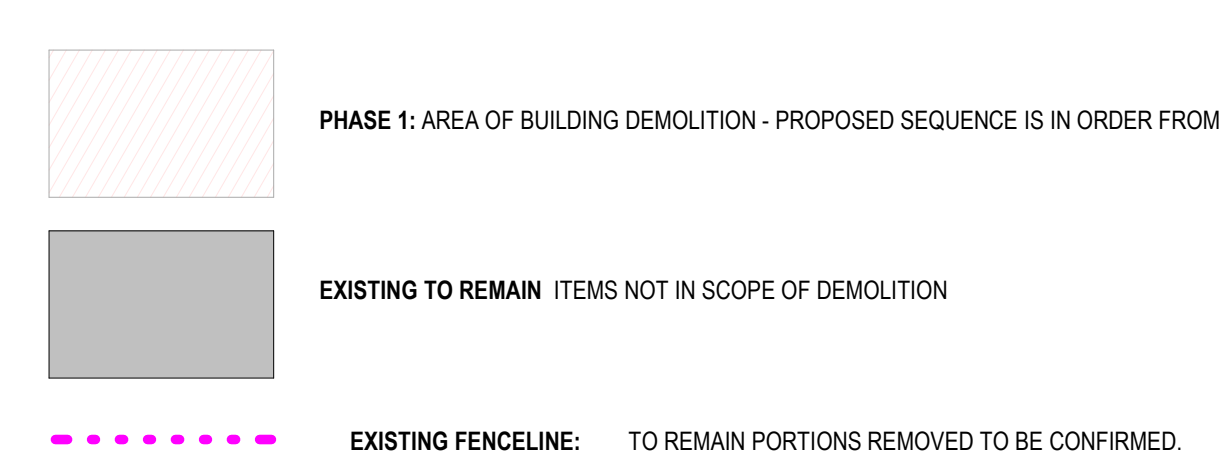 PHASE 1: AREA OF BUILDING DEMOLITION - PROPOSED SEQUENCE IS IN ORDER FROM
EXISTING TO REMAIN ITEMS NOT IN SCOPE OF DEMOLITION
EXISTING FENCELINE: TO REMAIN PORTIONS REMOVED TO BE CONFIRMED.